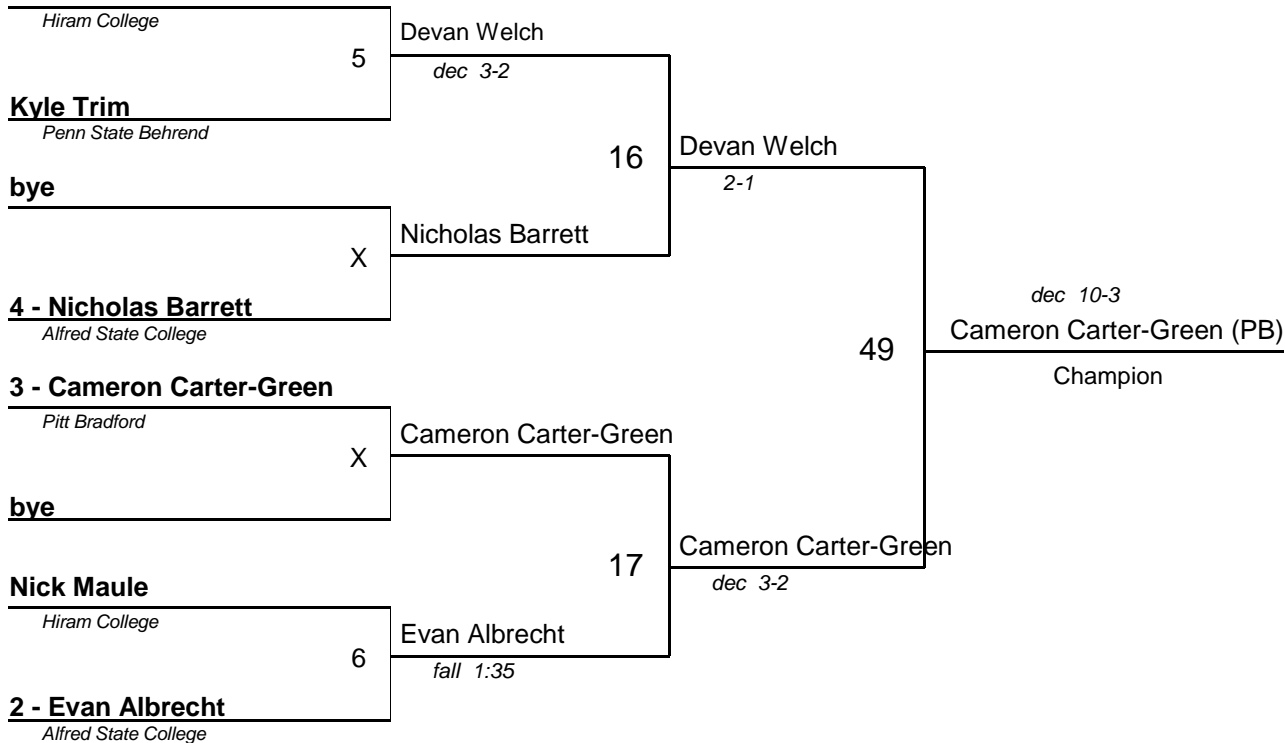 Hiram College
Devan Welch
5
dec 3-2
Kyle Trim
Penn State Behrend
Devan Welch
16
2-1
bye
Nicholas Barrett
X
4 - Nicholas Barrett
Alfred State College
dec 10-3
Cameron Carter-Green (PB)
49
Champion
3 - Cameron Carter-Green
Pitt Bradford
Cameron Carter-Green
X
bye
Cameron Carter-Green
17
dec 3-2
Nick Maule
Hiram College
Evan Albrecht
6
fall 1:35
2 - Evan Albrecht
Alfred State College